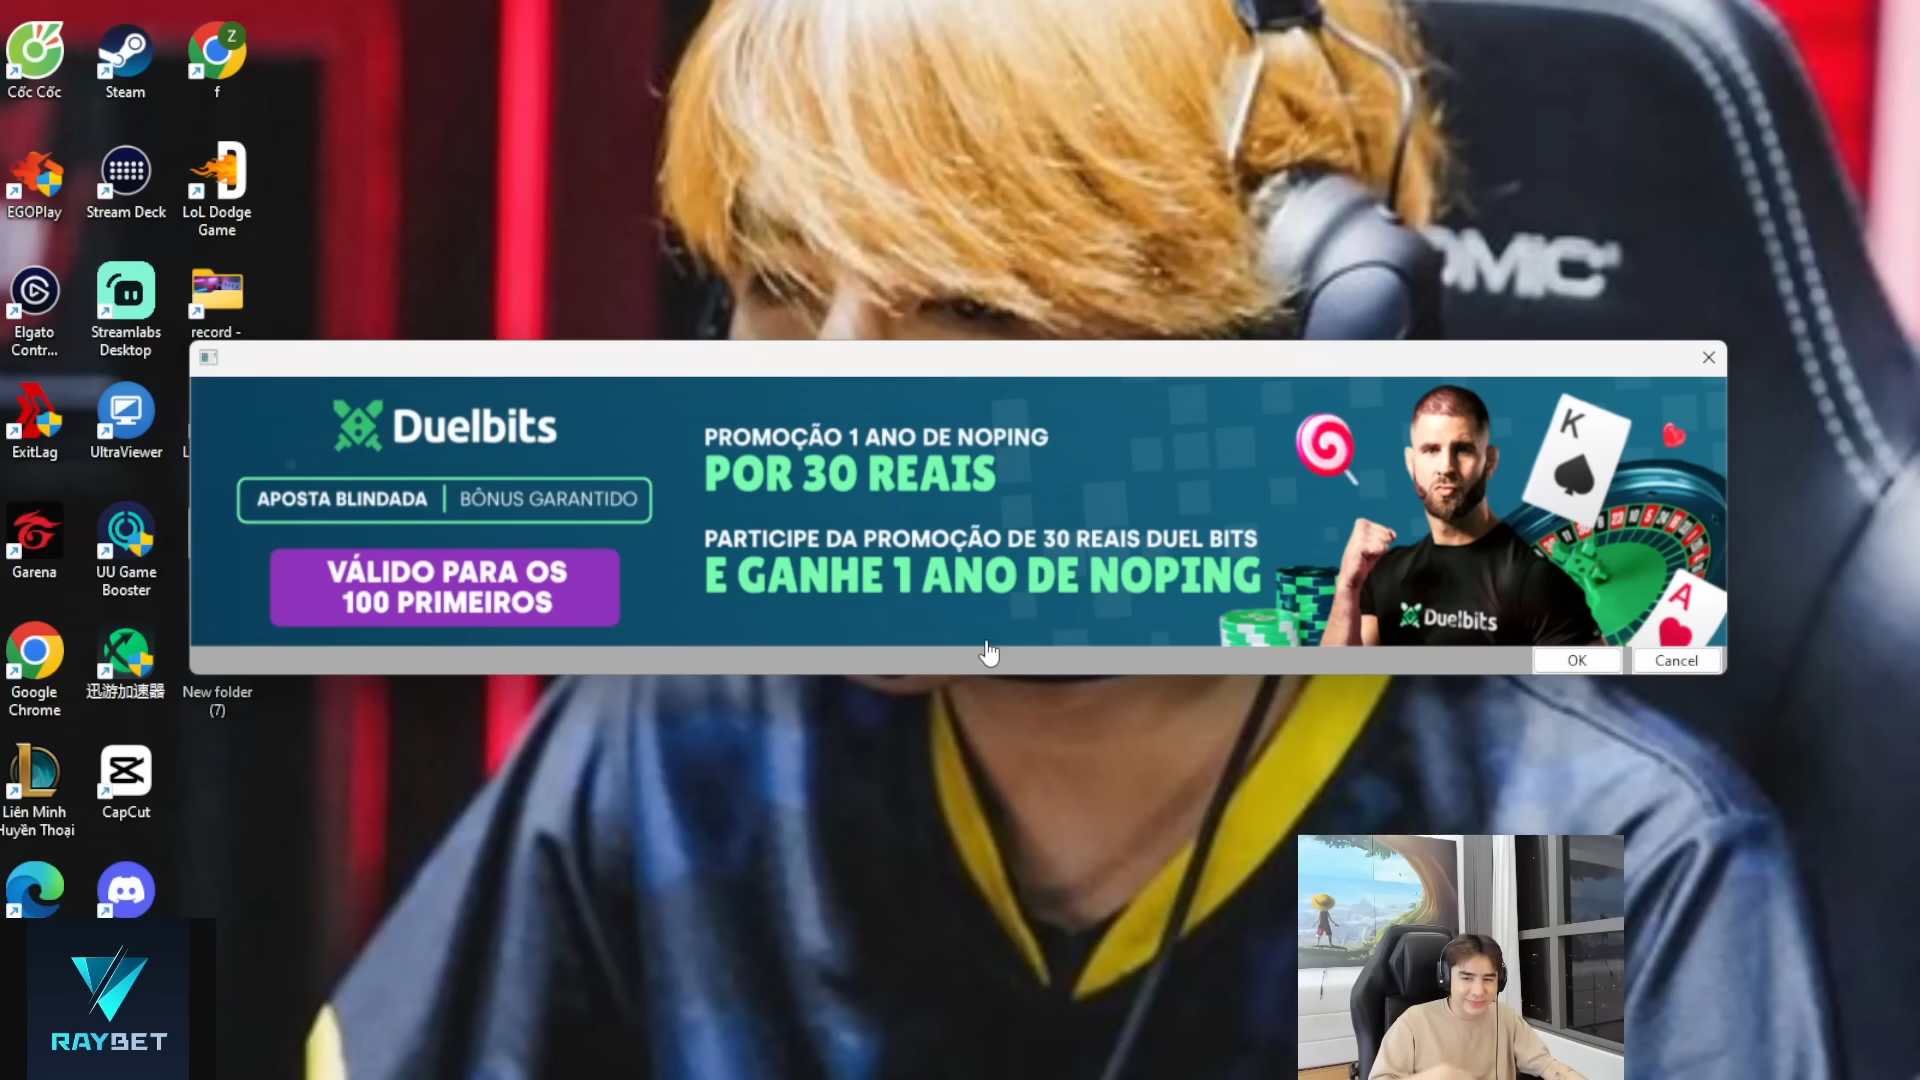 Cốc Cốc
Steam
Z
f
EGOPlay
Stream Deck
LoL Dodge
Game
Elgato
Contr...
Streamlabs
Desktop
record -
ExitLag
UltraViewer
Garena
UU Game
Booster
Google
Chrome
迅游加速器
New folder
(7)
Liên Minh
Huyền Thoại
CapCut
RAYBET
Duelbits
APOSTA BLINDADA | BÔNUS GARANTIDO
VÁLIDO PARA OS
100 PRIMEIROS
PROMOÇÃO 1 ANO DE NOPING
POR 30 REAIS
PARTICIPE DA PROMOÇÃO DE 30 REAIS DUEL BITS
E GANHE 1 ANO DE NOPING
K
A
Duelbits
OK
Cancel